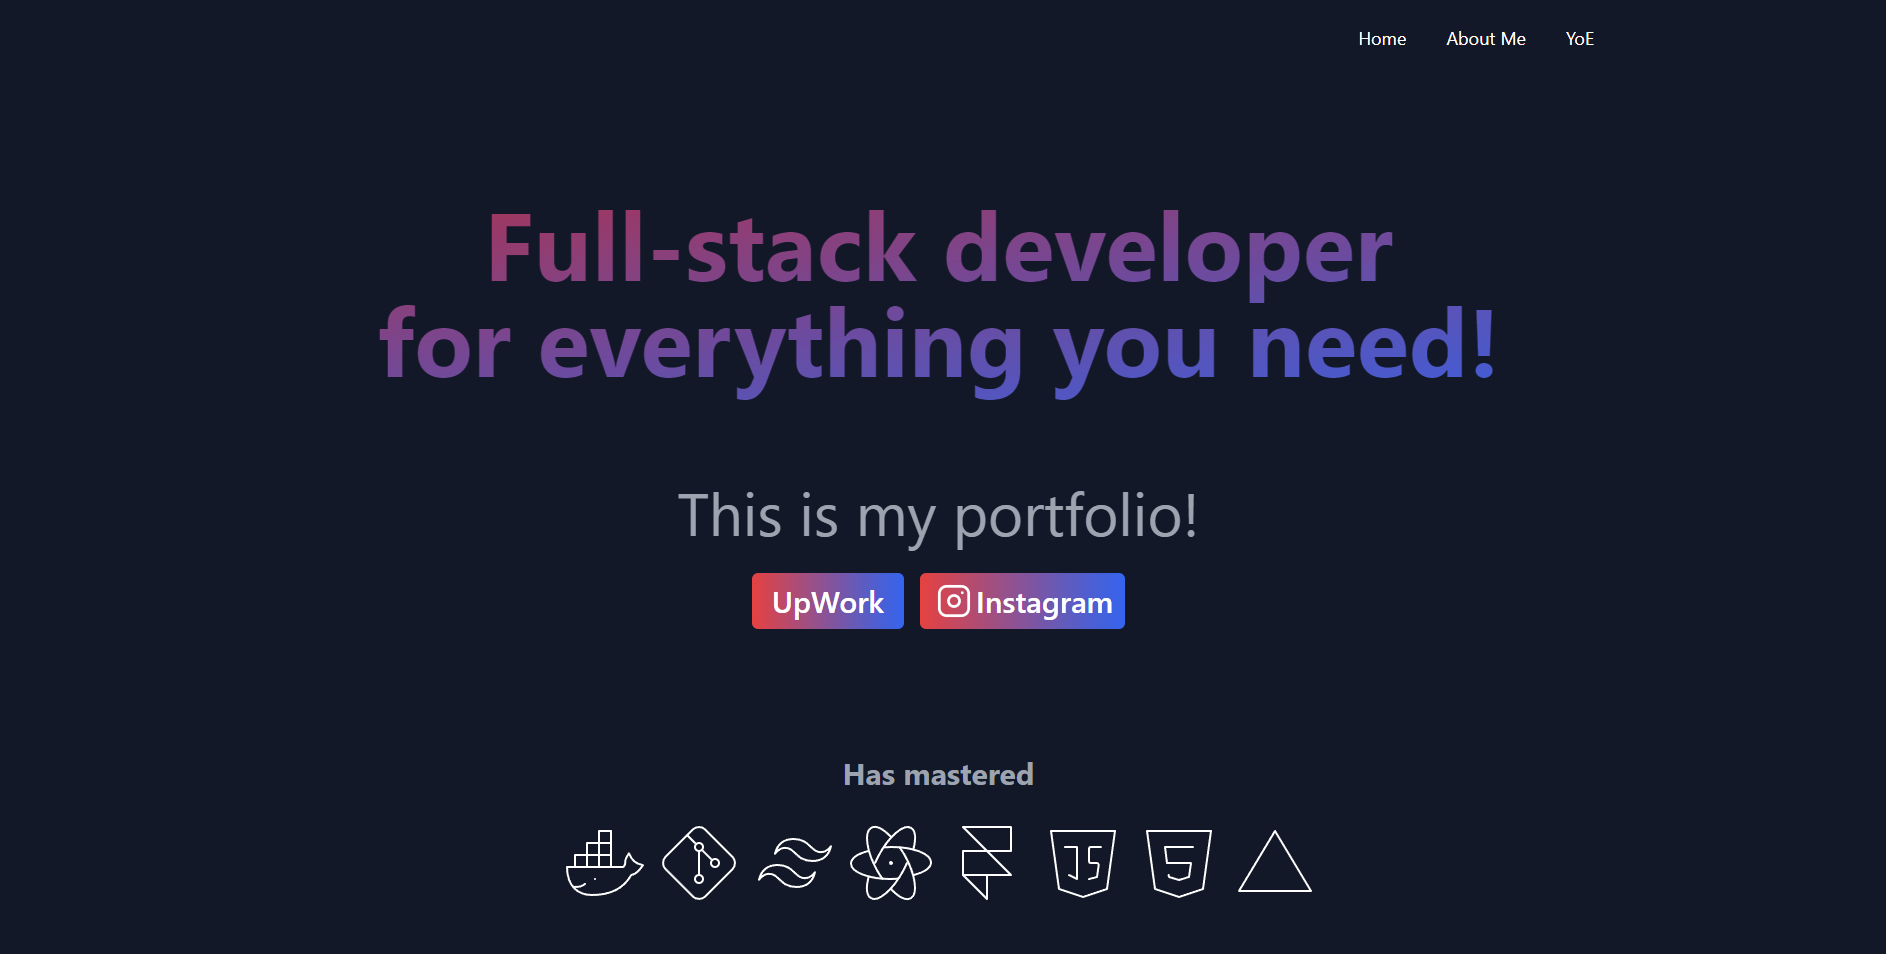 Home About Me YoE
Full-stack developer
for everything you need!
This is my portfolio!
UpWork Instagram
Has mastered
JS 5